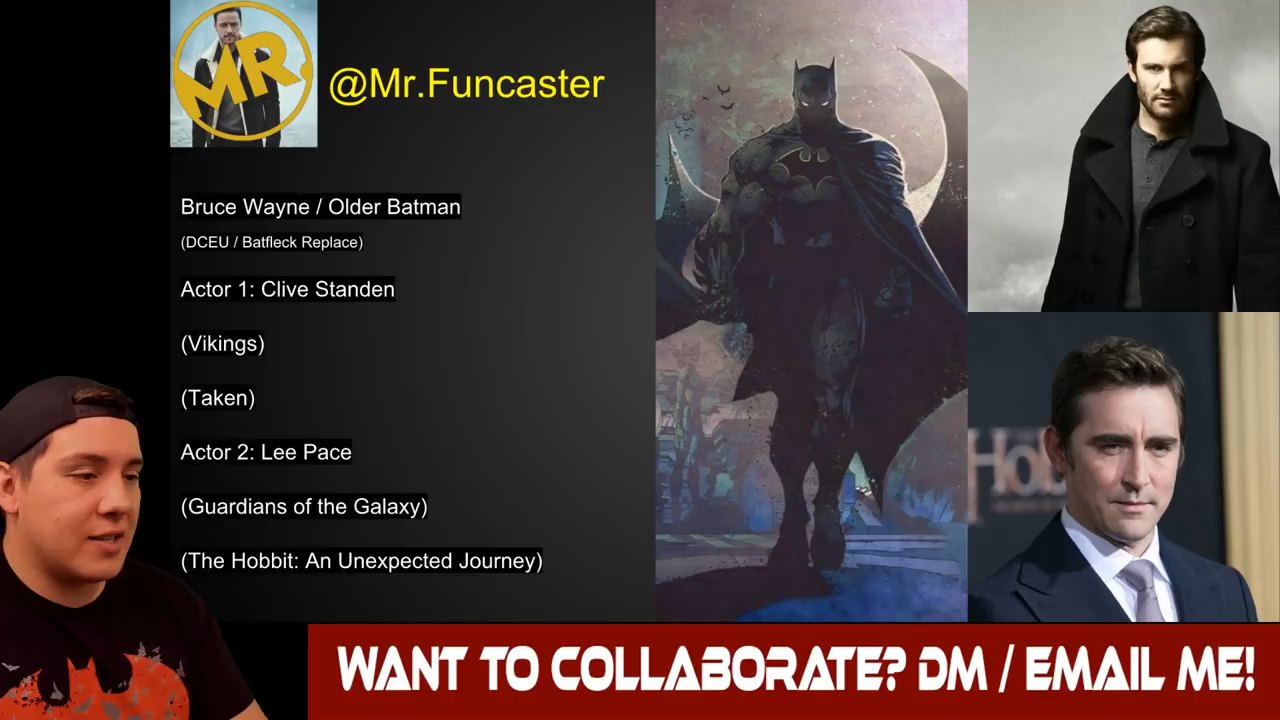 MR.
@Mr.Funcaster
Bruce Wayne / Older Batman
(DCEU / Batfleck Replace)
Actor 1: Clive Standen
(Vikings)
(Taken)
Actor 2: Lee Pace
(Guardians of the Galaxy)
(The Hobbit: An Unexpected Journey)
WANT TO COLLABORATE? DM / EMAIL ME!